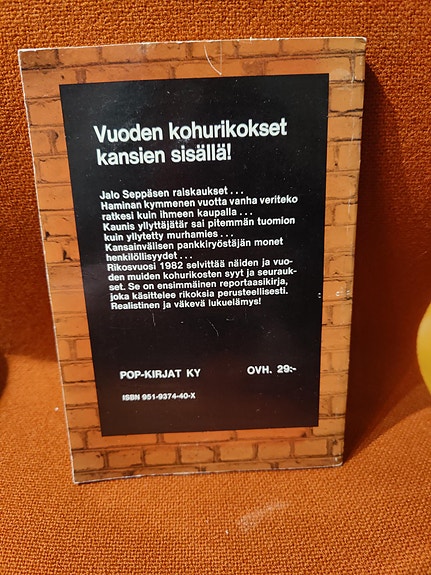 Vuoden kohurikokset
kansien sisällä!
Jalo Seppäsen raiskaukset . . .
Haminan kymmenen vuotta vanha veriteko
ratkesi kuin ihmeen kaupalla . . .
Kaunis yllyttäjätär sai pitemmän tuomion
kuin yllytetty murhamies . . .
Kansainvälisen pankkiryöstäjän monet
henkilöllisyydet . . .
Rikosvuosi 1982 selvittää näiden ja vuo-
den muiden kohurikosten syyt ja seurauk-
set. Se on ensimmäinen reportaasikirja,
joka käsittelee rikoksia perusteellisesti.
Realistinen ja väkevä lukuelämys!
POP-KIRJAT KY OVH. 29:-
ISBN 951-9374-40-X